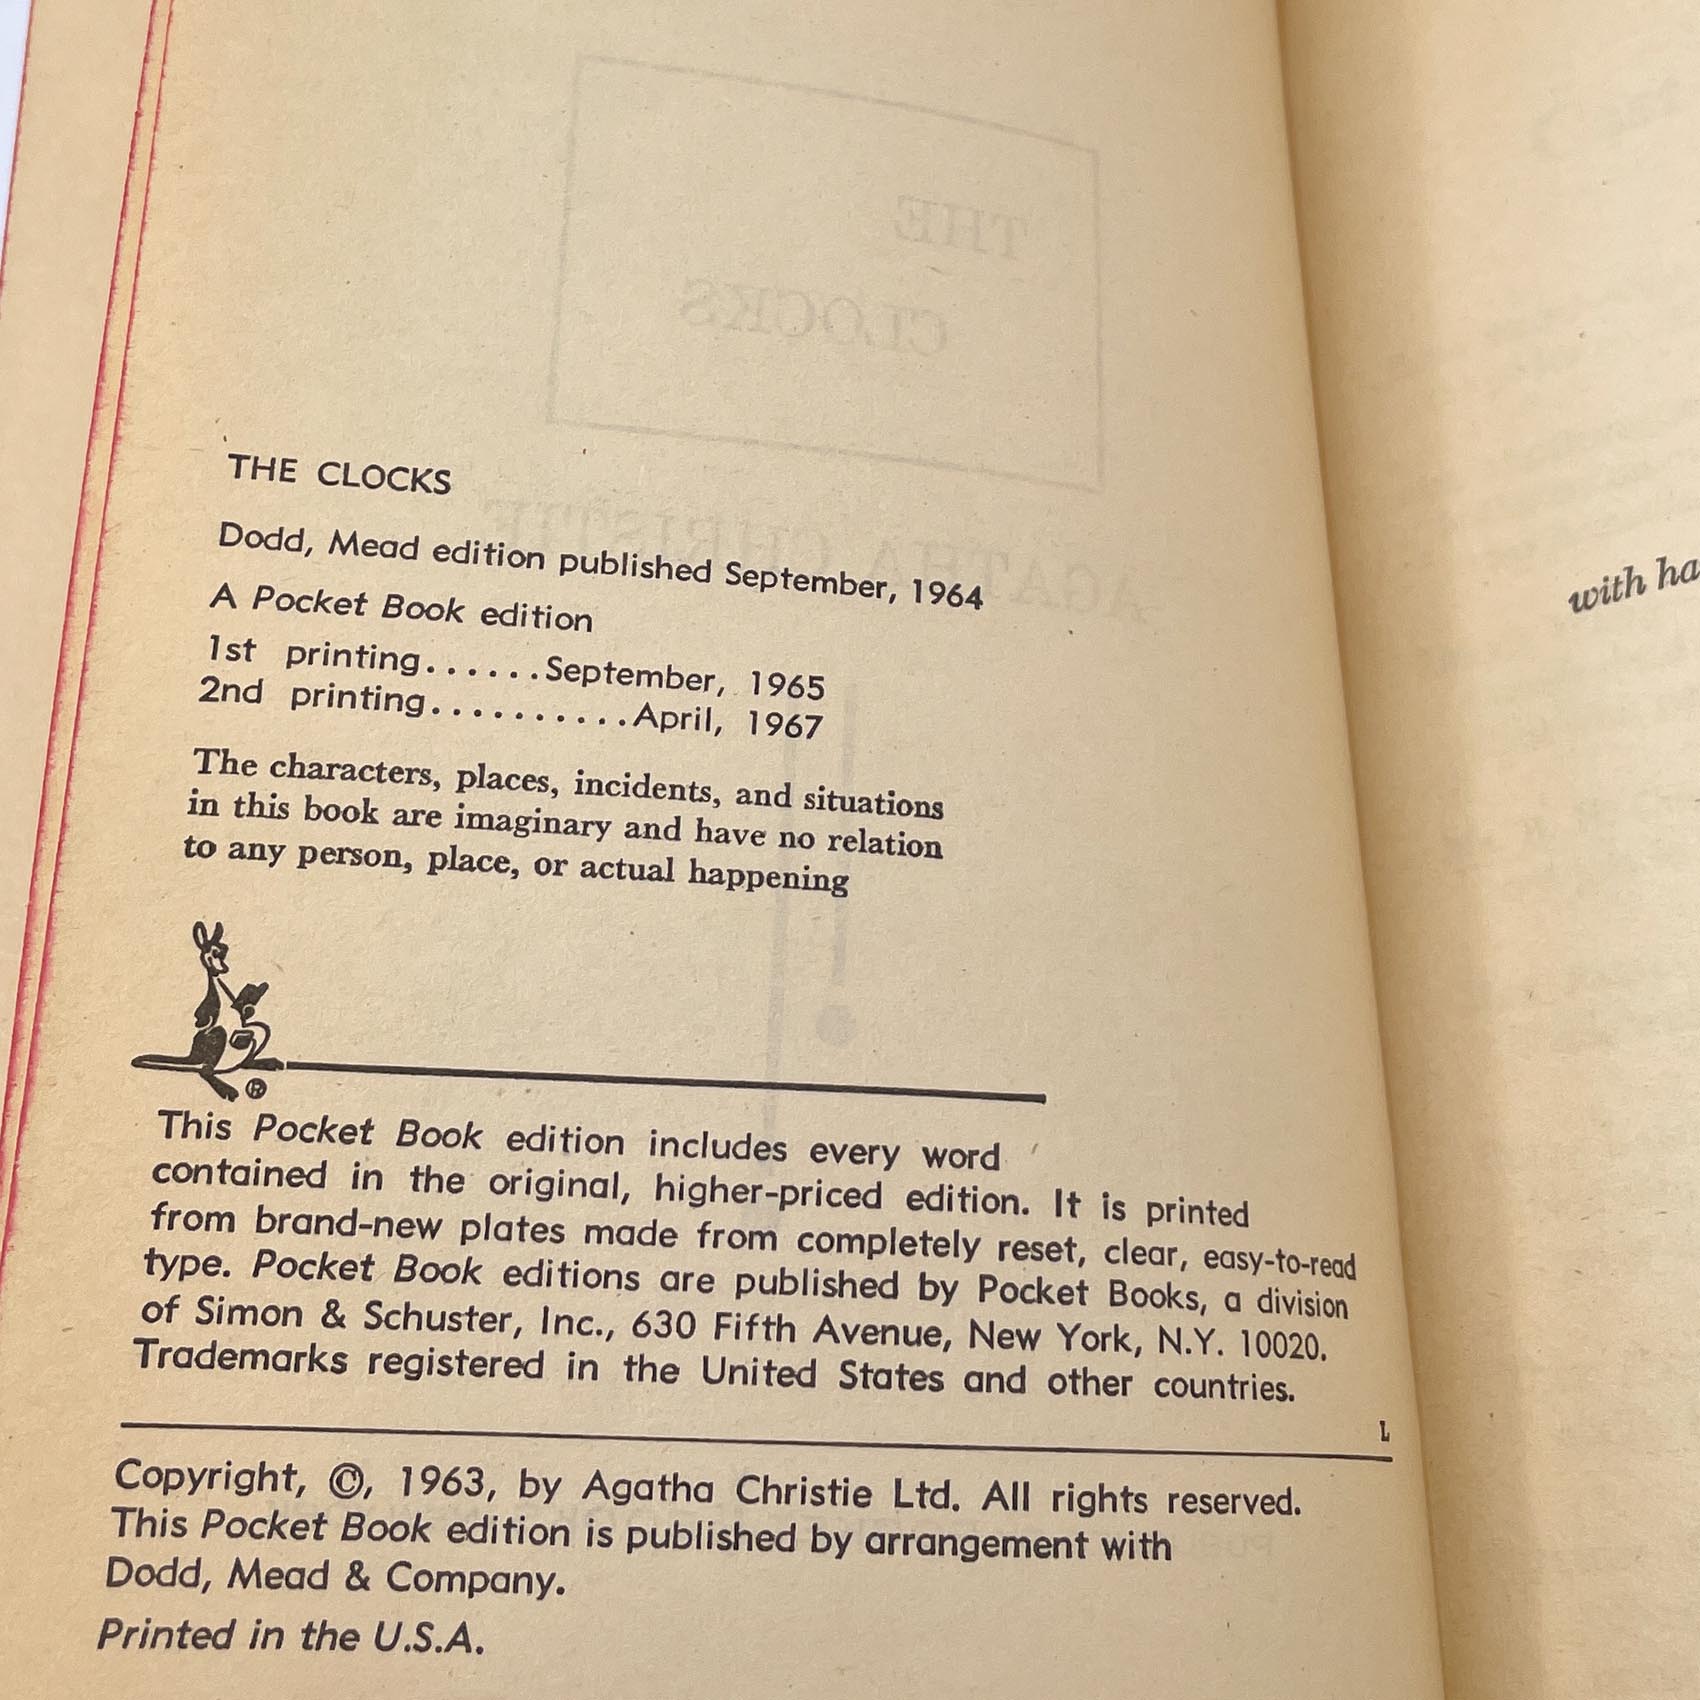 THE CLOCKS
Dodd, Mead edition published September, 1964
A Pocket Book edition
1st printing......September, 1965
2nd printing..........April, 1967
The characters, places, incidents, and situations
in this book are imaginary and have no relation
to any person, place, or actual happening
®
This Pocket Book edition includes every word
contained in the original, higher-priced edition. It is printed
from brand-new plates made from completely reset, clear, easy-to-read
type. Pocket Book editions are published by Pocket Books, a division
of Simon & Schuster, Inc., 630 Fifth Avenue, New York, N.Y. 10020.
Trademarks registered in the United States and other countries.
L
Copyright, ©, 1963, by Agatha Christie Ltd. All rights reserved.
This Pocket Book edition is published by arrangement with
Dodd, Mead & Company.
Printed in the U.S.A.
THE
CLOCKS
AGATHA CHRISTIE
with ha